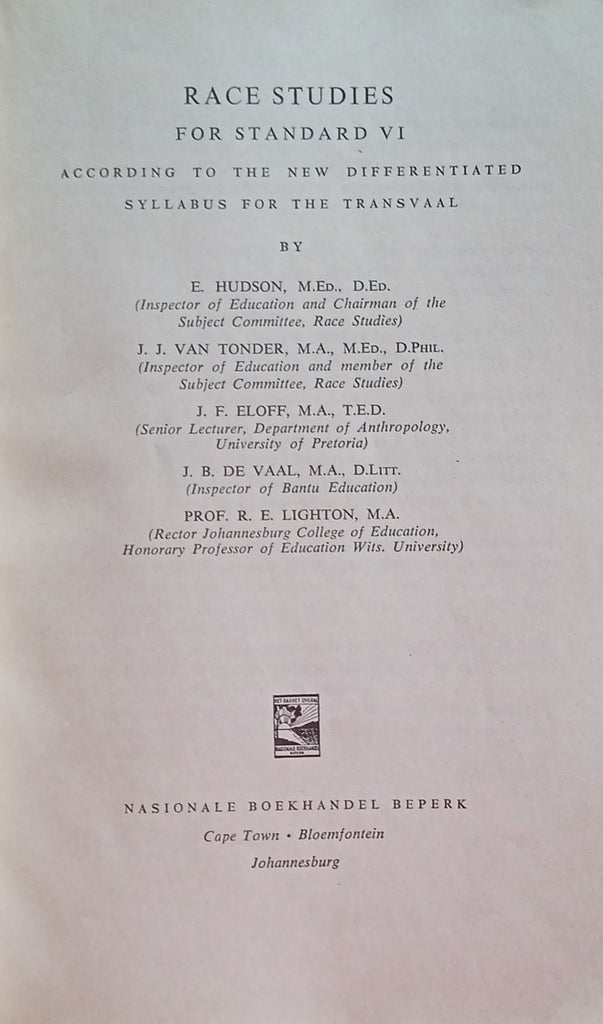 RACE STUDIES
FOR STANDARD VI
ACCORDING TO THE NEW DIFFERENTIATED
SYLLABUS FOR THE TRANSVAAL
BY
E. HUDSON, M.ED., D.ED.
(Inspector of Education and Chairman of the
Subject Committee, Race Studies)
J. J. VAN TONDER, M.A., M.ED., D.PHIL.
(Inspector of Education and member of the
Subject Committee, Race Studies)
J. F. ELOFF, M.A., T.E.D.
(Senior Lecturer, Department of Anthropology,
University of Pretoria)
J. B. DE VAAL, M.A., D.LITT.
(Inspector of Bantu Education)
PROF. R. E. LIGHTON, M.A.
(Rector Johannesburg College of Education,
Honorary Professor of Education Wits. University)
NASIONALE BOEKHANDEL
BEPERK
NASIONALE BOEKHANDEL BEPERK
Cape Town • Bloemfontein
Johannesburg